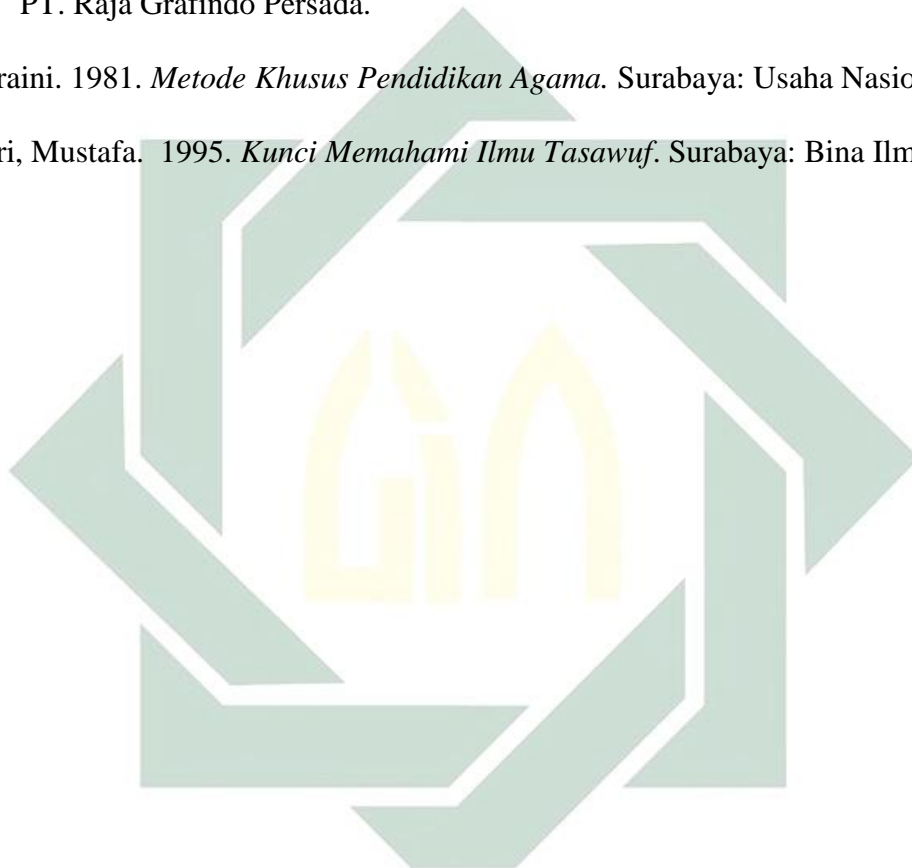 PT. Raja Grafindo Persada.
raini. 1981. Metode Khusus Pendidikan Agama. Surabaya: Usaha Nasio
ri, Mustafa. 1995. Kunci Memahami Ilmu Tasawuf. Surabaya: Bina Ilm